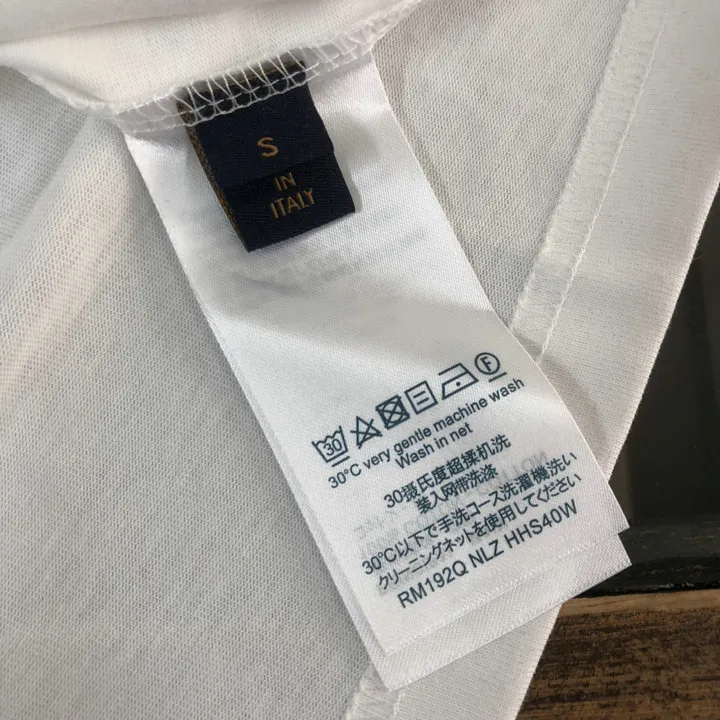 S
IN
ITALY
30
F
30°C very gentle machine wash
Wash in net
30摄氏度超柔机洗
装入网带洗涤
30℃以下で手洗コース洗濯機洗い
クリーニングネットを使用してください
RM192Q NLZ HHS40W